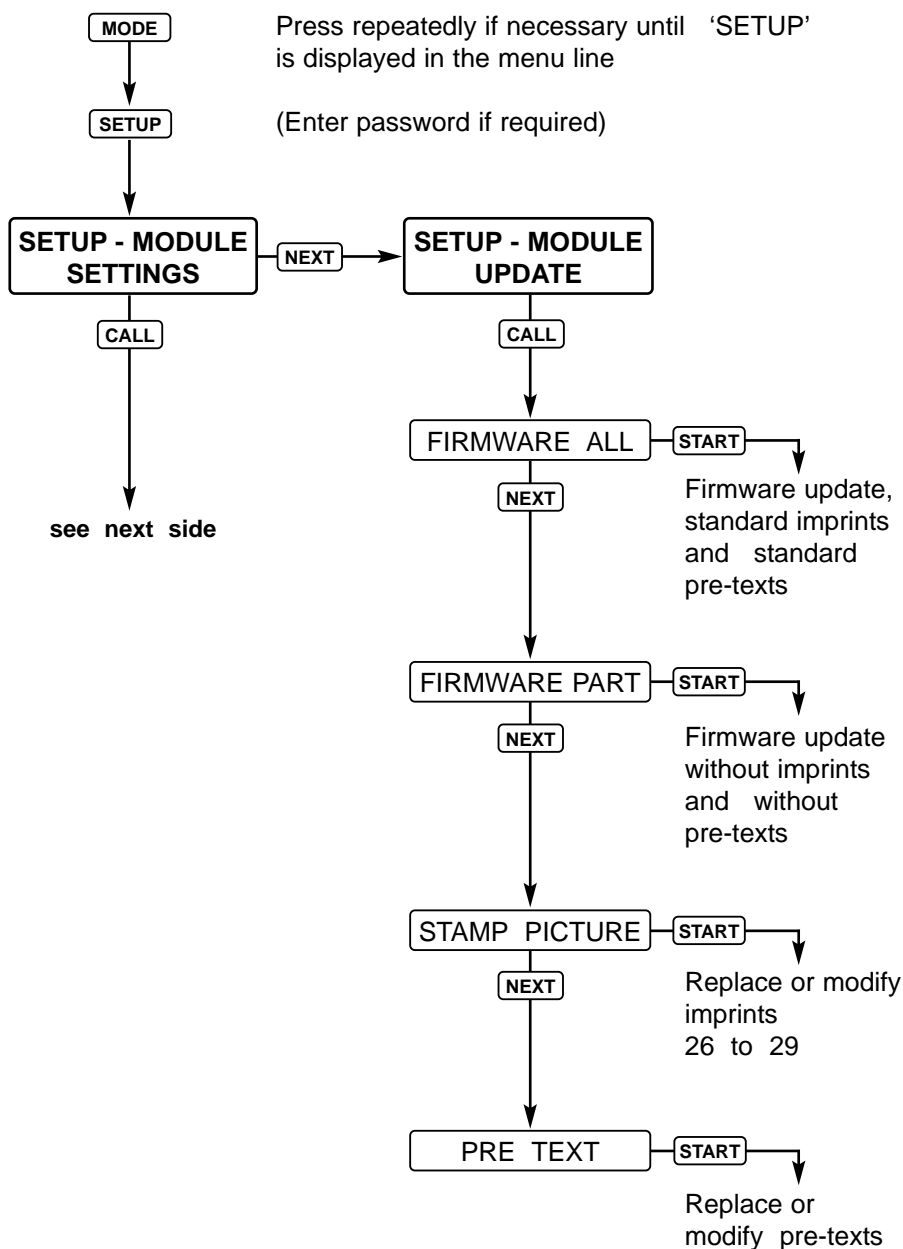 MODE
Press repeatedly if necessary until 'SETUP'
is displayed in the menu line
SETUP
(Enter password if required)
SETUP - MODULE
SETTINGS
NEXT
SETUP - MODULE
UPDATE
CALL
CALL
FIRMWARE ALL
START
NEXT
Firmware update,
standard imprints
and standard
pre-texts
see next side
FIRMWARE PART
START
NEXT
Firmware update
without imprints
and without
pre-texts
STAMP PICTURE
START
NEXT
Replace or modify
imprints
26 to 29
PRE TEXT
START
Replace or
modify pre-texts